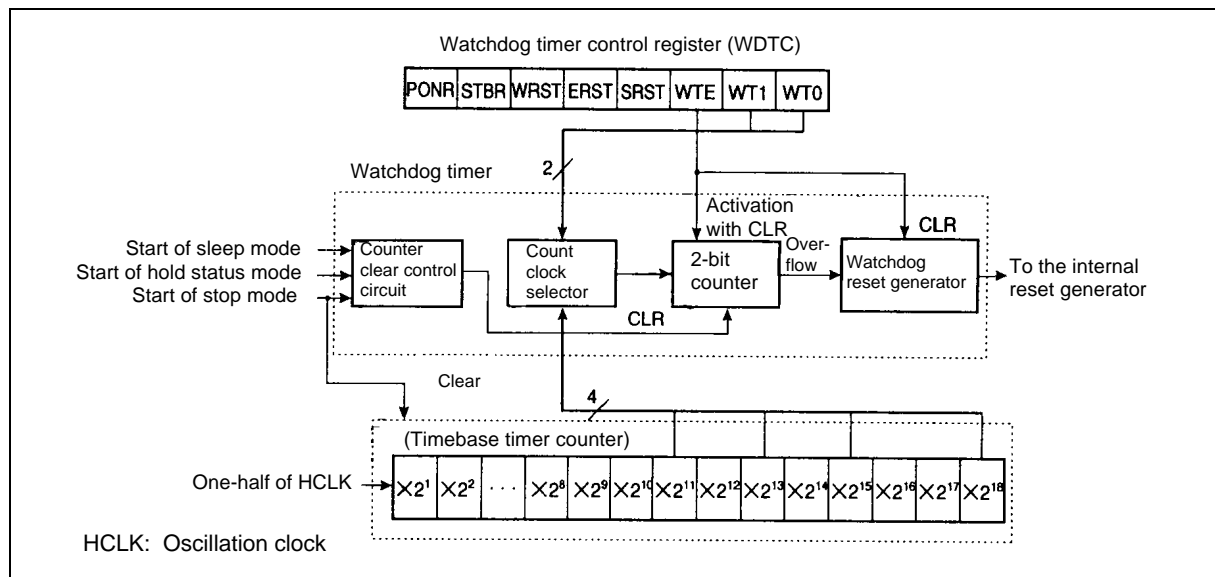 Watchdog timer control register (WDTC)
PONR STBR WRST ERST SRST WTE WT1 WT0
Watchdog timer
2
Activation
with CLR
CLR
Start of sleep mode
Start of hold status mode
Start of stop mode
Counter
clear control
circuit
Count
clock
selector
2-bit
counter
Over-
flow
Watchdog
reset generator
To the internal
reset generator
CLR
Clear
4
(Timebase timer counter)
One-half of HCLK
×2¹ ×2² ··· ×2⁸ ×2⁹ ×2¹⁰ ×2¹¹ ×2¹² ×2¹³ ×2¹⁴ ×2¹⁵ ×2¹⁶ ×2¹⁷ ×2¹⁸
HCLK: Oscillation clock